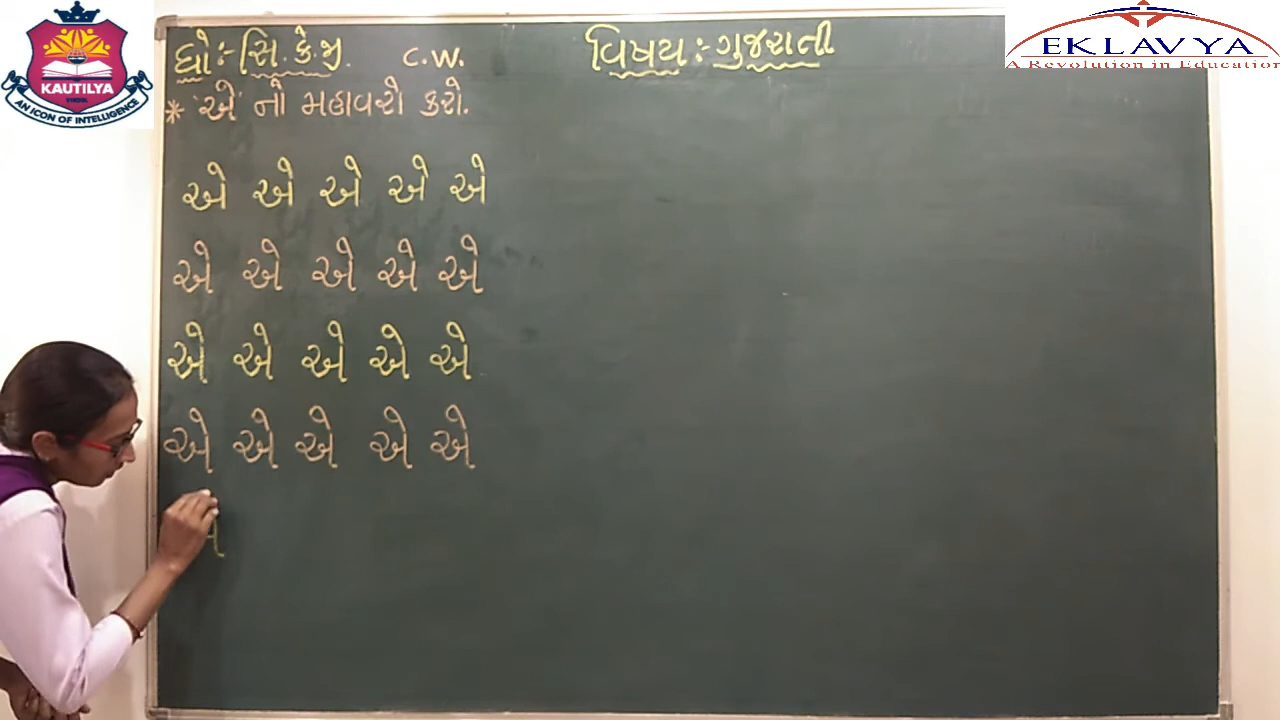 KAUTILYA
AN ICON OF INTELLIGENCE
EKLAVYA
A Revolution in Education
ધો:- સિ. કે. જી. C.W. વિષય:- ગુજરાતી
* 'એ' નો મહાવરો કરો.
એ એ એ એ એ
એ એ એ એ એ
એ એ એ એ એ
એ એ એ એ એ